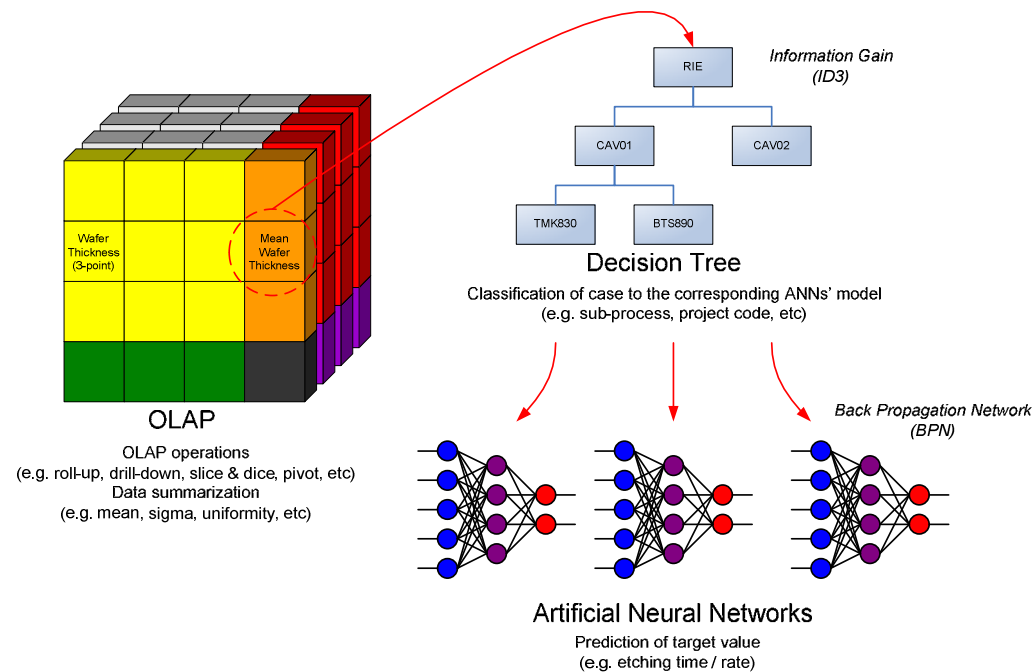 Wafer
Thickness
(3-point)
Mean
Wafer
Thickness
OLAP
OLAP operations
(e.g. roll-up, drill-down, slice & dice, pivot, etc)
Data summarization
(e.g. mean, sigma, uniformity, etc)
RIE
Information Gain
(ID3)
CAV01
CAV02
TMK830
BTS890
Decision Tree
Classification of case to the corresponding ANNs' model
(e.g. sub-process, project code, etc)
Back Propagation Network
(BPN)
Artificial Neural Networks
Prediction of target value
(e.g. etching time / rate)